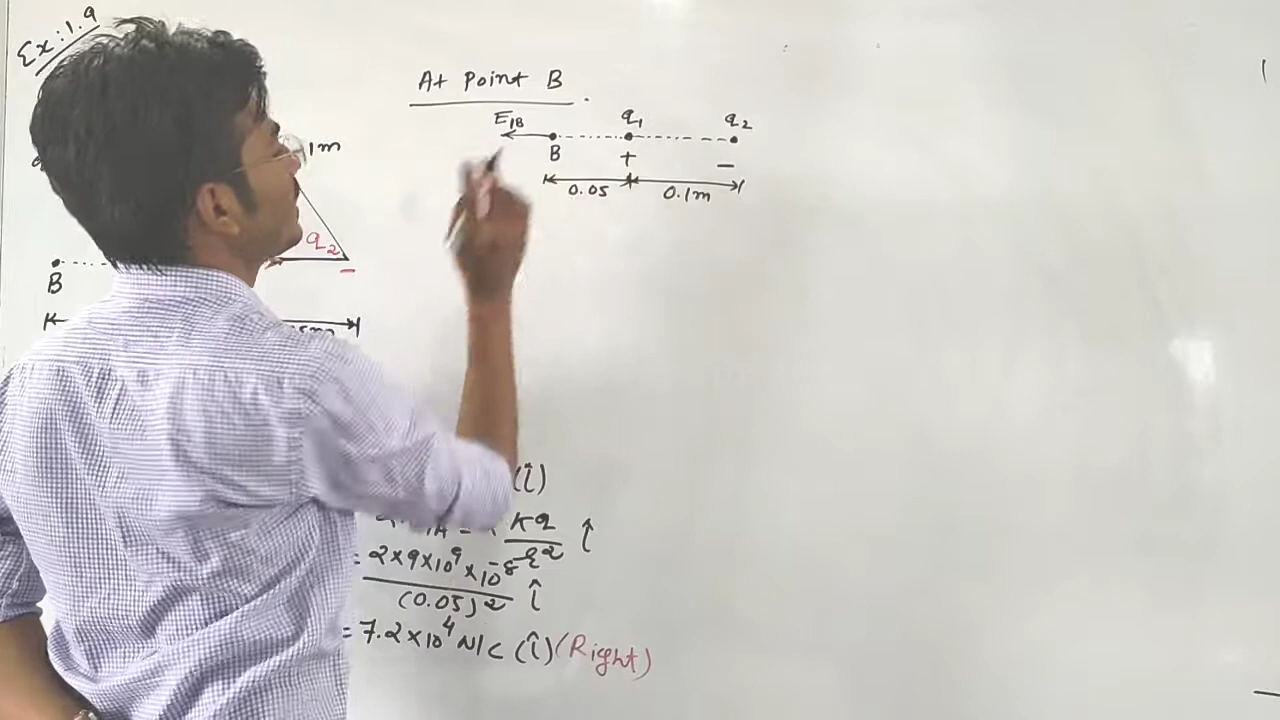 Ex: 1.9
At Point B
E1B q1 q2
B + −
0.05 0.1m
1m
q2
−
B
(î)
Kq î
r²
= 2×9×10⁹×10⁻⁸ î
(0.05)²
= 7.2×10⁴ N/C (î) (Right)